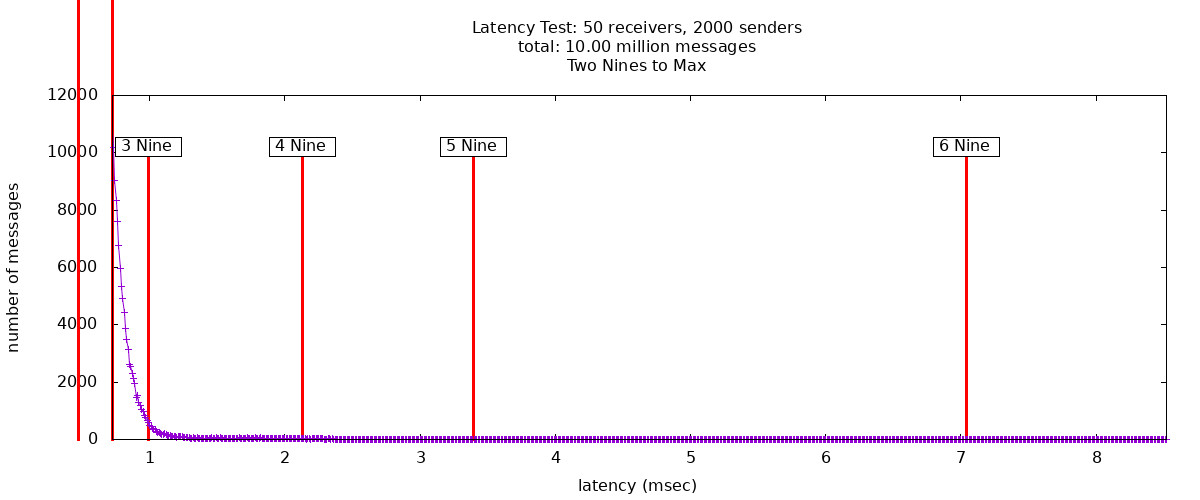 Latency Test: 50 receivers, 2000 senders
total: 10.00 million messages
Two Nines to Max
12000
10000
8000
6000
4000
2000
0
number of messages
3 Nine
4 Nine
5 Nine
6 Nine
1 2 3 4 5 6 7 8
latency (msec)